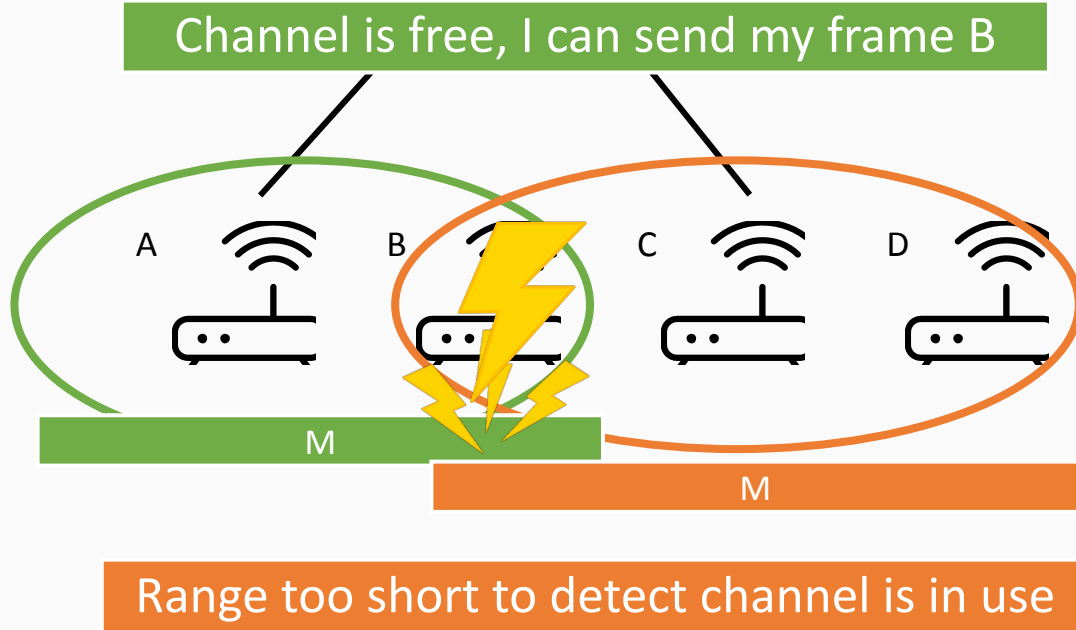 Channel is free, I can send my frame B
A
B
C
D
M
M
Range too short to detect channel is in use